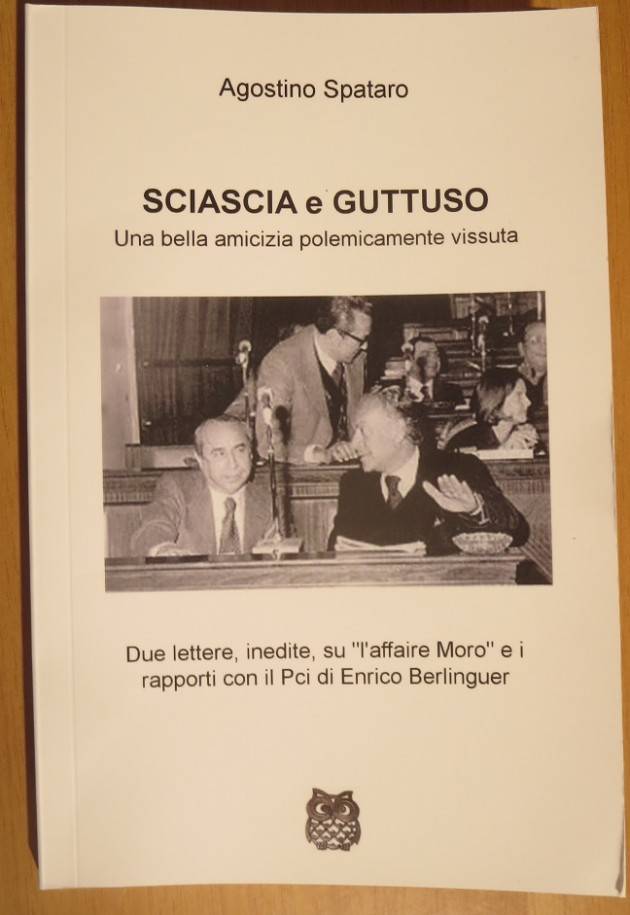 Agostino Spataro
SCIASCIA e GUTTUSO
Una bella amicizia polemicamente vissuta
Due lettere, inedite, su "l'affaire Moro" e i
rapporti con il Pci di Enrico Berlinguer